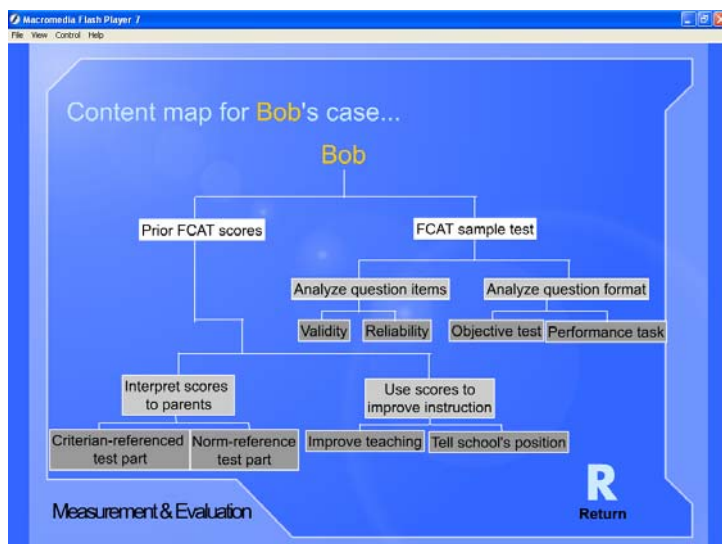 Macromedia Flash Player 7
File View Control Help
Content map for Bob's case...
Bob
Prior FCAT scores
FCAT sample test
Analyze question items
Analyze question format
Validity
Reliability
Objective test
Performance task
Interpret scores
to parents
Use scores to
improve instruction
Criterian-referenced
test part
Norm-reference
test part
Improve teaching
Tell school's position
Measurement & Evaluation
R
Return